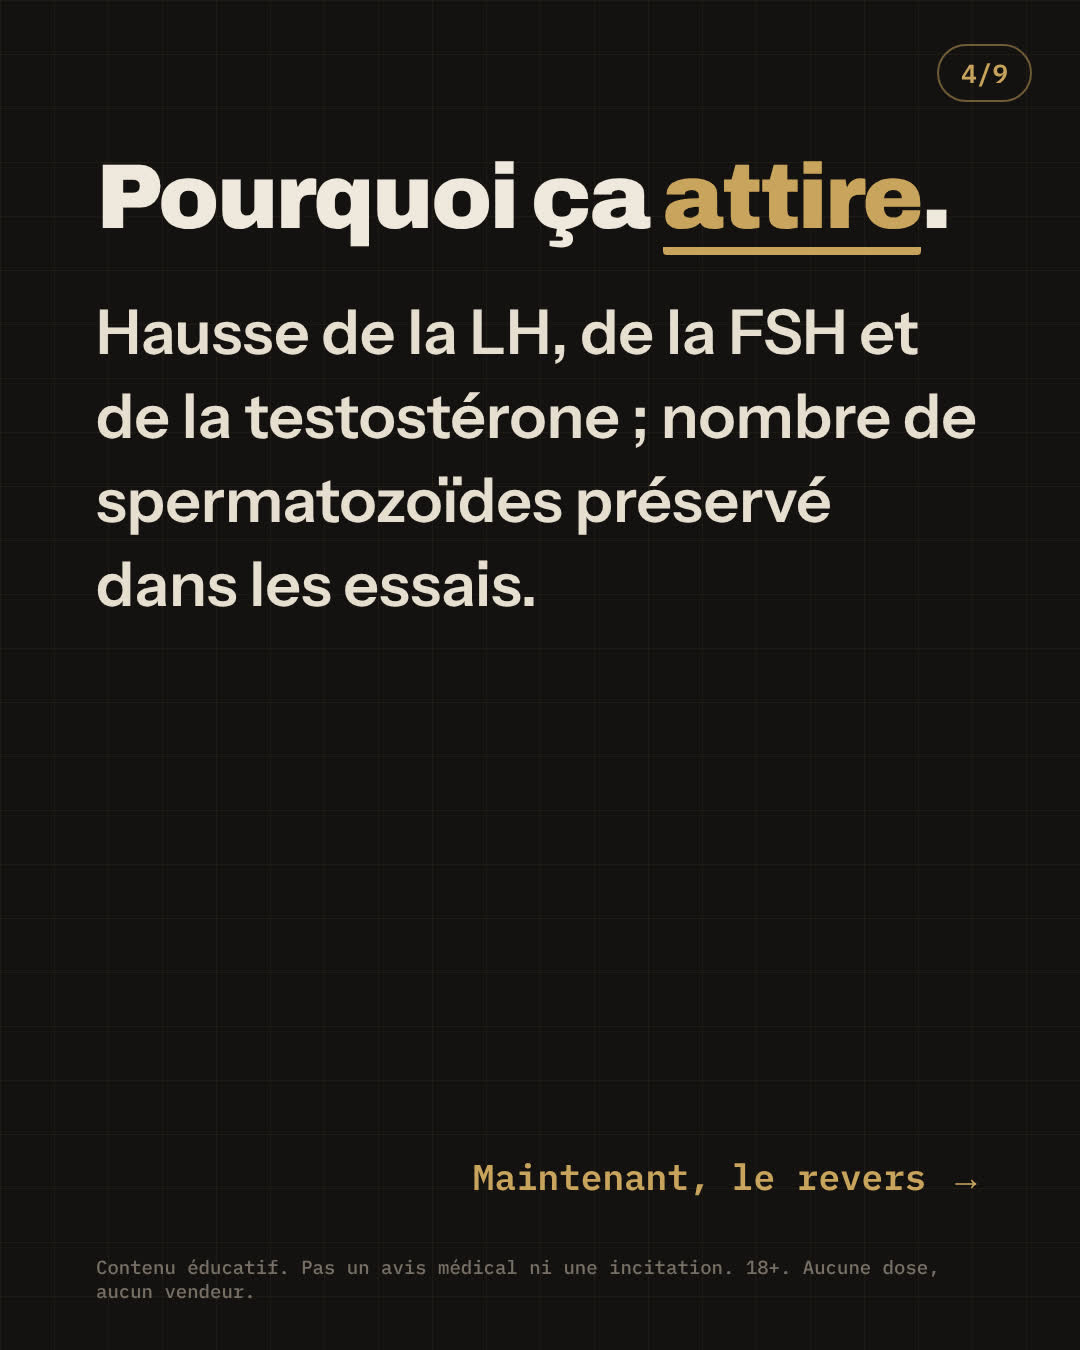 4/9
Pourquoi ça attire.
Hausse de la LH, de la FSH et
de la testostérone ; nombre de
spermatozoïdes préservé
dans les essais.
Maintenant, le revers →
Contenu éducatif. Pas un avis médical ni une incitation. 18+. Aucune dose,
aucun vendeur.